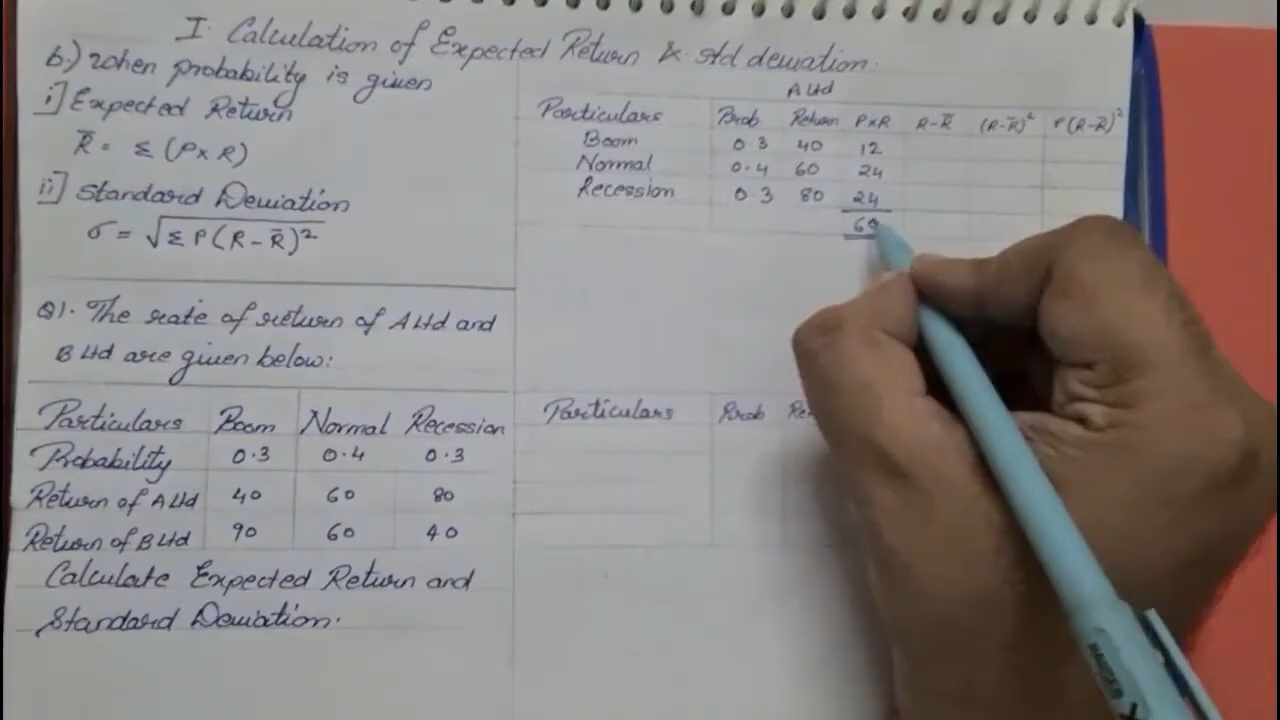 I. Calculation of Expected Return & std deviation.
b.) when probability is given
i] Expected Return
R̄ = Σ (P x R)
ii] Standard Deviation
σ = √Σ P(R-R̄)²
Q1. The rate of return of A Ltd and
B Ltd are given below:
Particulars Boom Normal Recession
Probability 0.3 0.4 0.3
Return of A Ltd 40 60 80
Return of B Ltd 90 60 40
Calculate Expected Return and
Standard Deviation.
A Ltd
Particulars Prob Return PxR R-R̄ (R-R̄)² P(R-R̄)²
Boom 0.3 40 12
Normal 0.4 60 24
Recession 0.3 80 24
60
Particulars Prob